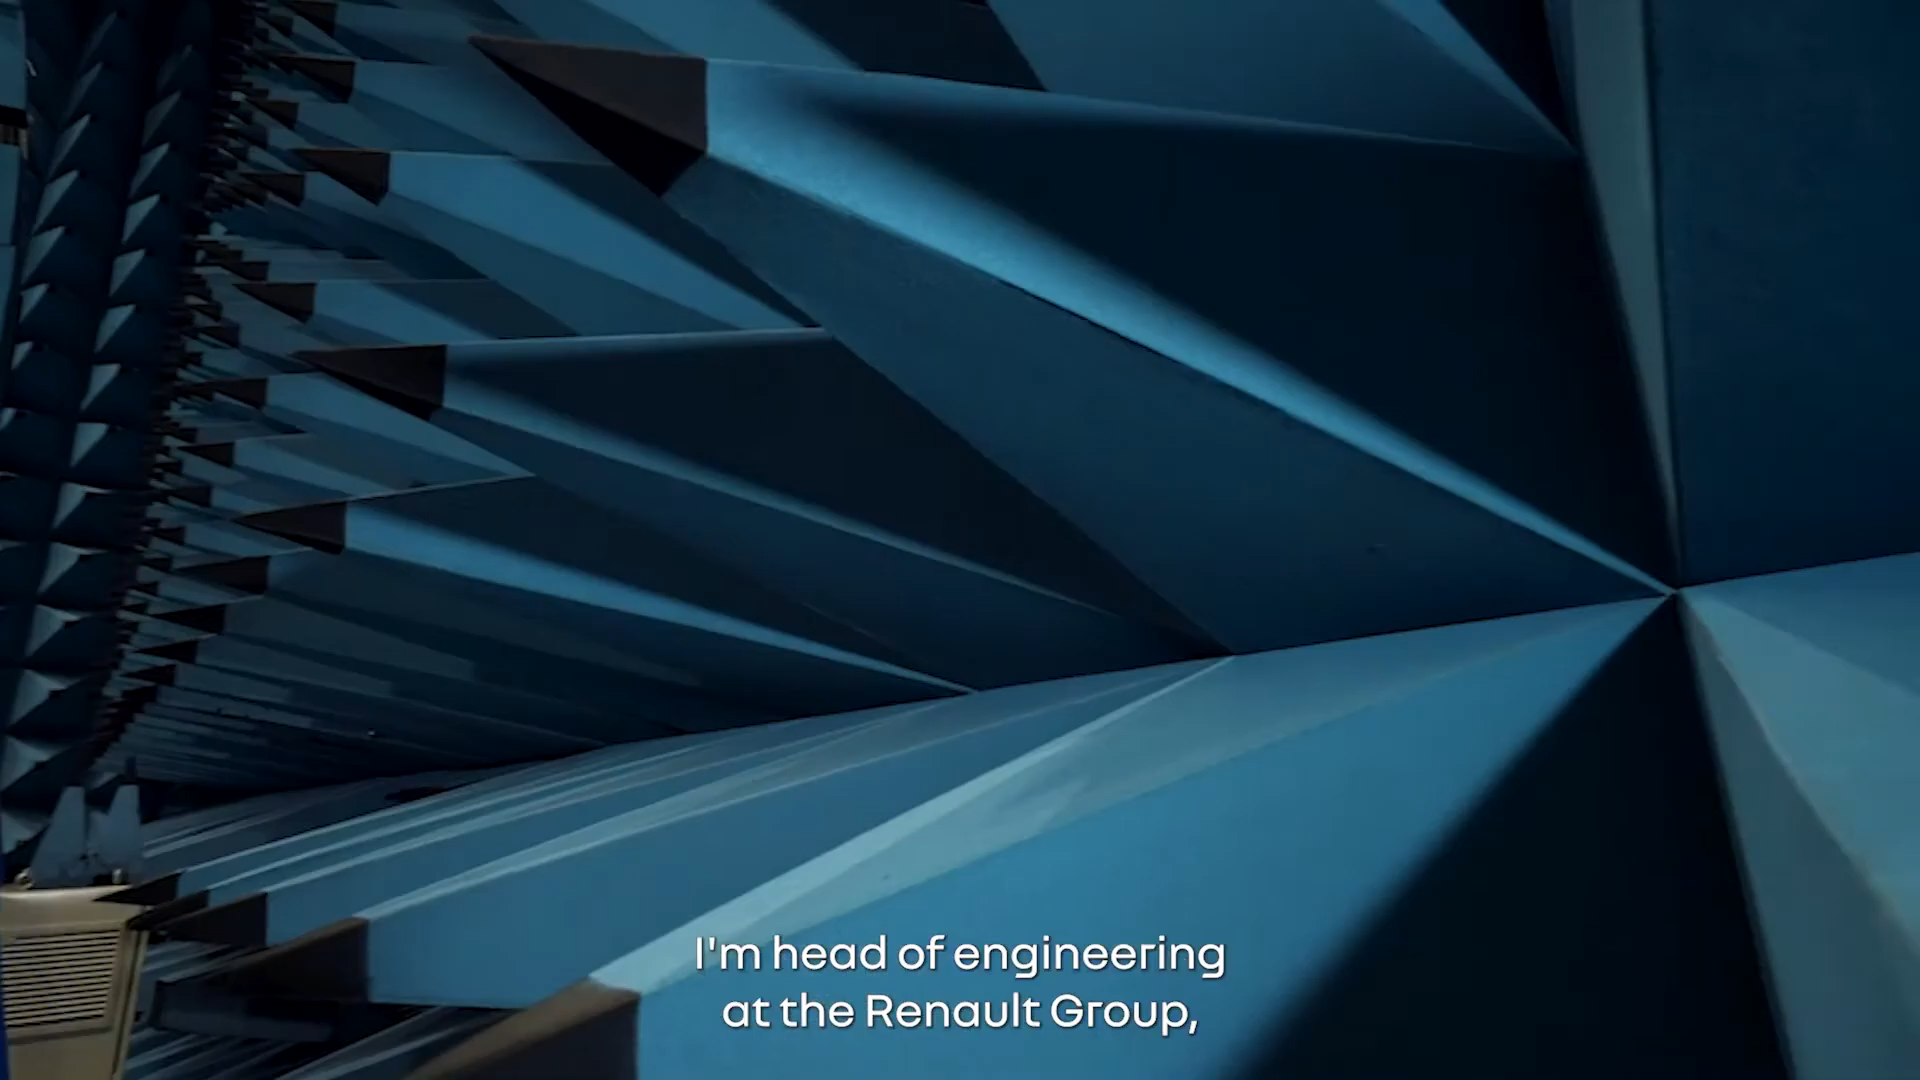 I'm head of engineering
at the Renault Group,